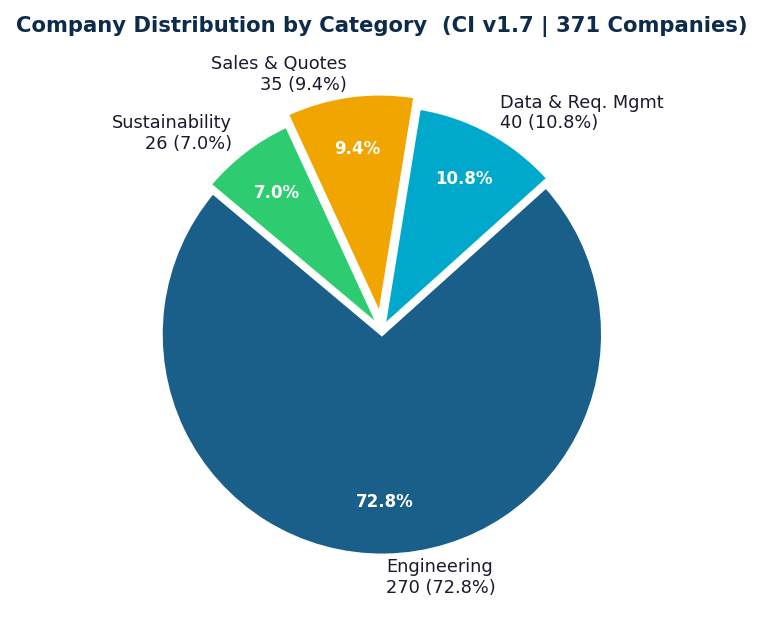 Company Distribution by Category  (CI v1.7 | 371 Companies)
Sales & Quotes
35 (9.4%)
Data & Req. Mgmt
40 (10.8%)
Sustainability
26 (7.0%)
9.4%
10.8%
7.0%
72.8%
Engineering
270 (72.8%)